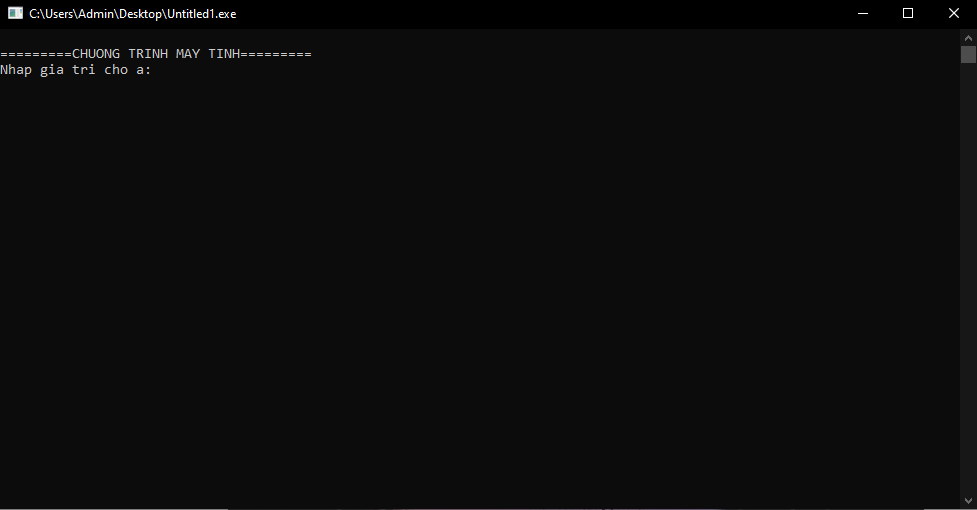 C:\Users\Admin\Desktop\Untitled1.exe
=========CHUONG TRINH MAY TINH=========
Nhap gia tri cho a: